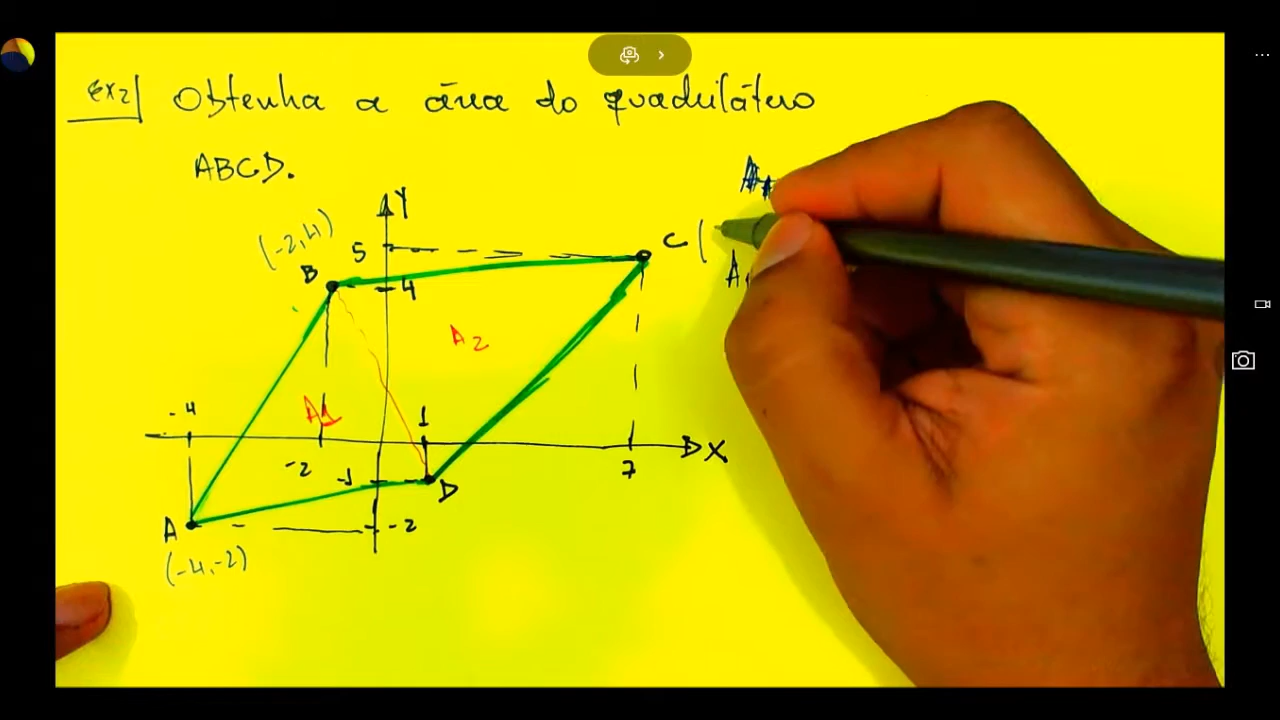 Ex2 Obtenha a área do quadrilátero
ABCD.
Y
(-2,4)
5
C (
B
4
A2
-4
A1
1
X
-2
7
-1
D
A
-2
(-4,-2)